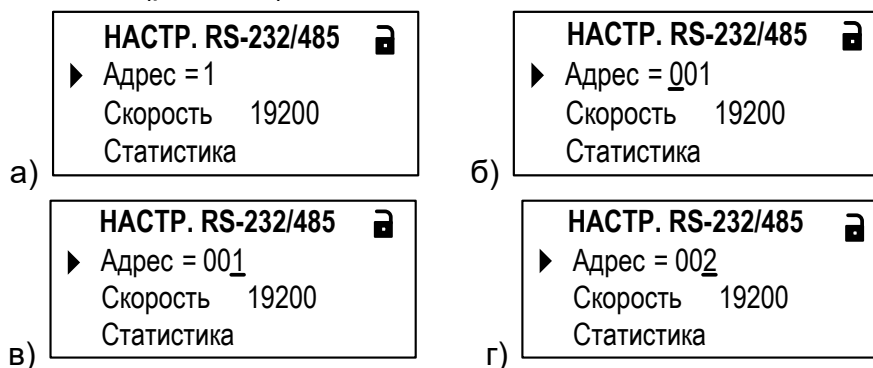 НАСТР. RS-232/485
Адрес =1
Скорость 19200
Статистика
а)
НАСТР. RS-232/485
Адрес = 001
Скорость 19200
Статистика
б)
НАСТР. RS-232/485
Адрес = 001
Скорость 19200
Статистика
в)
НАСТР. RS-232/485
Адрес = 002
Скорость 19200
Статистика
г)